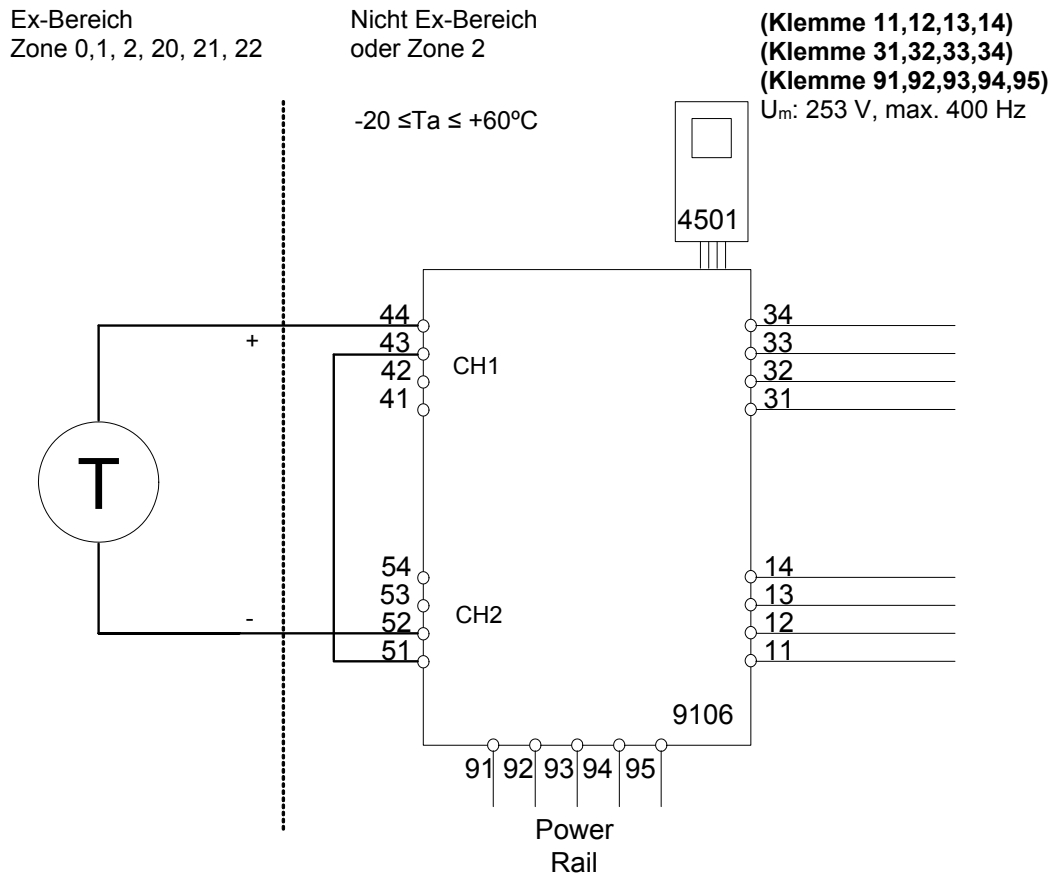 Ex-Bereich
Zone 0,1, 2, 20, 21, 22
Nicht Ex-Bereich
oder Zone 2
-20 ≤Ta ≤ +60ºC
(Klemme 11,12,13,14)
(Klemme 31,32,33,34)
(Klemme 91,92,93,94,95)
Um: 253 V, max. 400 Hz
4501
44
+
43
42
41
CH1
34
33
32
31
T
54
53
52
-
51
CH2
14
13
12
11
9106
91 92 93 94 95
Power
Rail